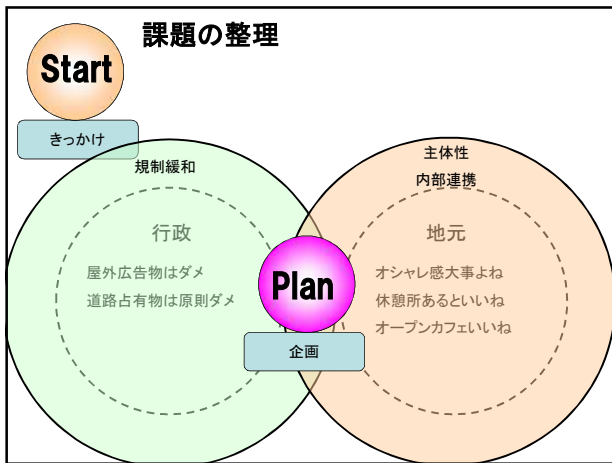 課題の整理
Start
きっかけ
規制緩和
行政
屋外広告物はダメ
道路占有物は原則ダメ
主体性
内部連携
地元
オシャレ感大事よね
休憩所あるといいね
オープンカフェいいね
Plan
企画